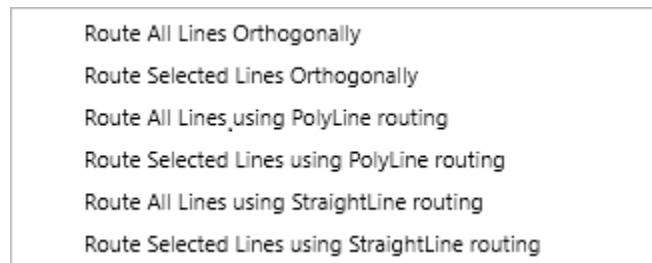 Route All Lines Orthogonally
Route Selected Lines Orthogonally
Route All Lines using PolyLine routing
Route Selected Lines using PolyLine routing
Route All Lines using StraightLine routing
Route Selected Lines using StraightLine routing